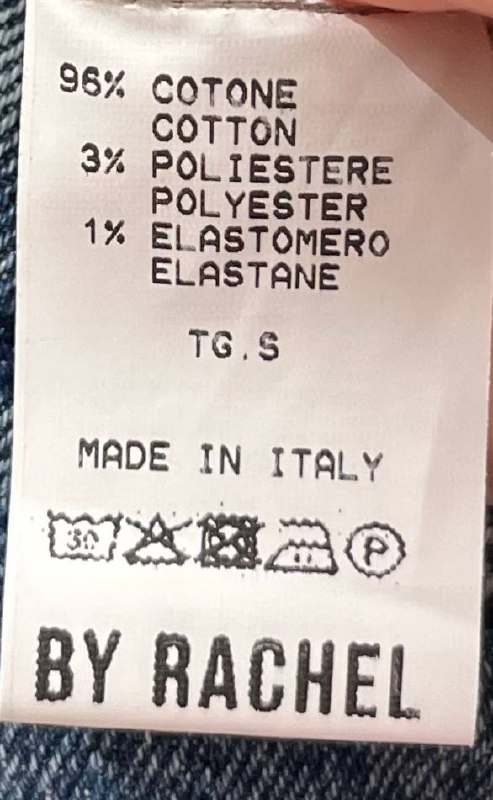 96% COTONE
COTTON
3% POLIESTERE
POLYESTER
1% ELASTOMERO
ELASTANE
TG.S
MADE IN ITALY
30 P
BY RACHEL